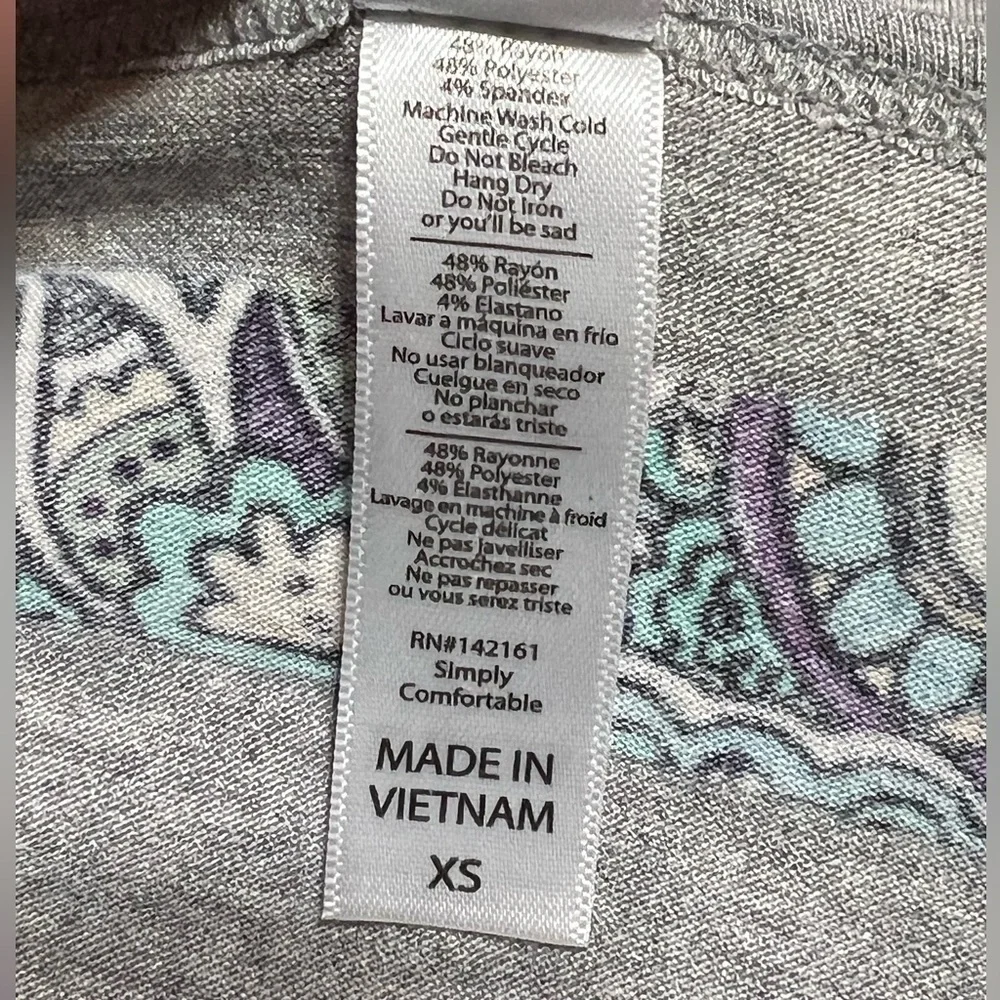 48% Rayon
48% Polyester
4% Spandex
Machine Wash Cold
Gentle Cycle
Do Not Bleach
Hang Dry
Do Not Iron
or you'll be sad
48% Rayón
48% Poliéster
4% Elastano
Lavar a máquina en frío
Ciclo suave
No usar blanqueador
Cuelgue en seco
No planchar
o estarás triste
48% Rayonne
48% Polyester
4% Élasthanne
Lavage en machine à froid
Cycle délicat
Ne pas javelliser
Accrochez sec
Ne pas repasser
ou vous serez triste
RN#142161
Simply
Comfortable
MADE IN
VIETNAM
XS